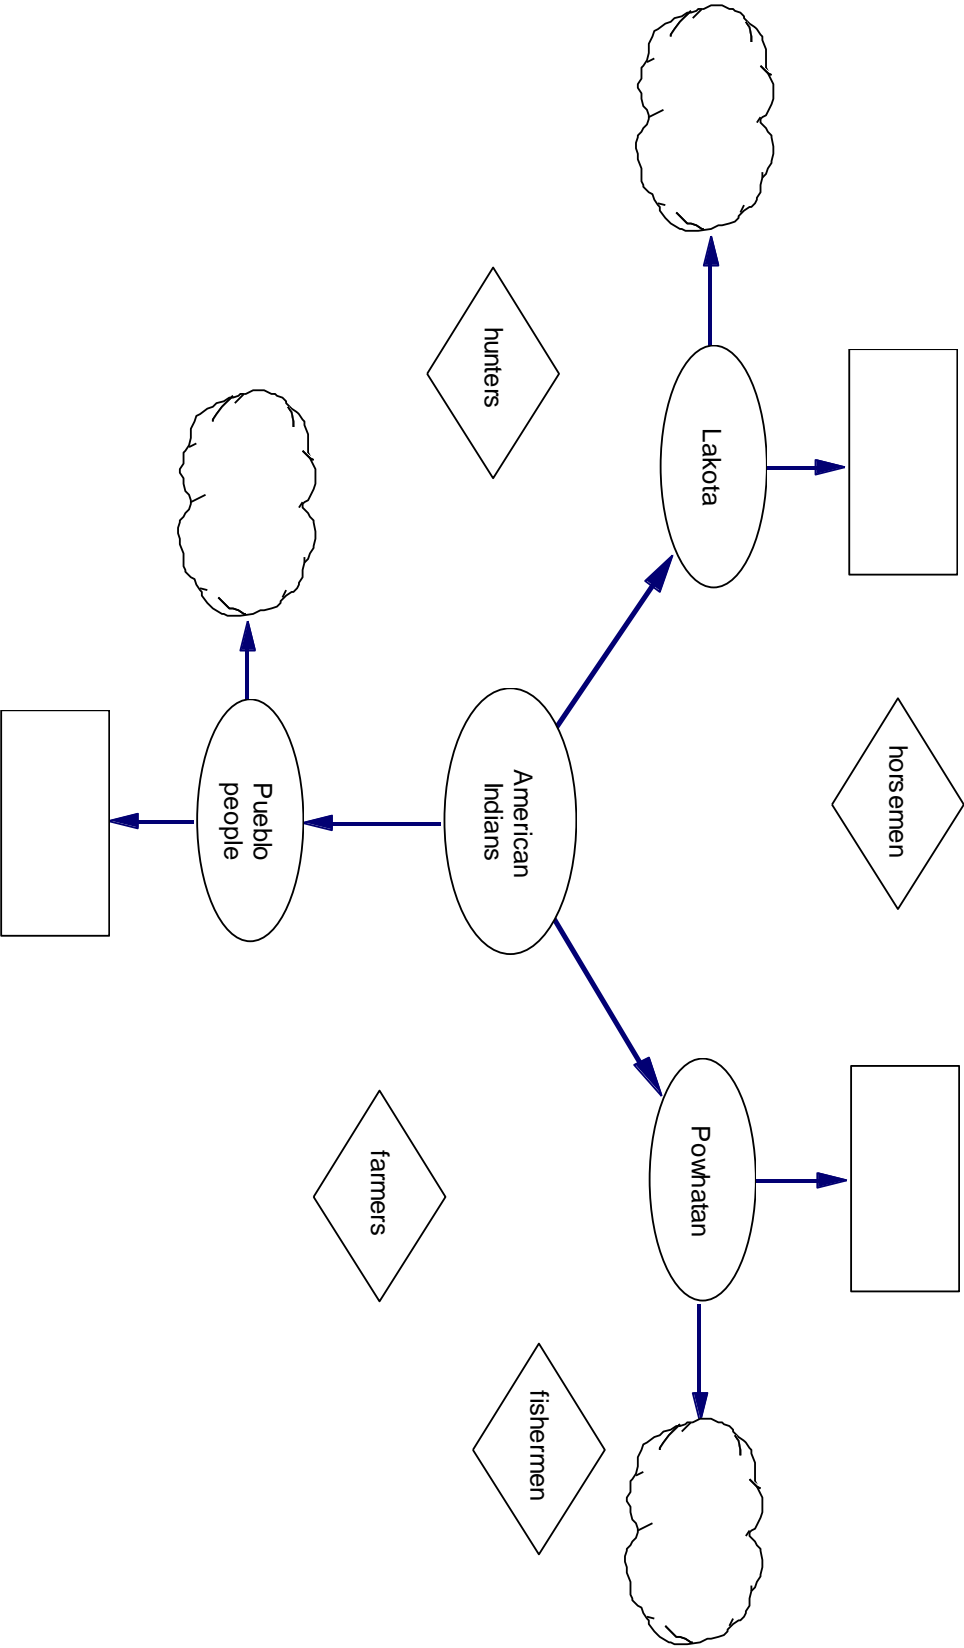 horsemen
Lakota
Powhatan
fishermen
American
Indians
hunters
farmers
Pueblo
people